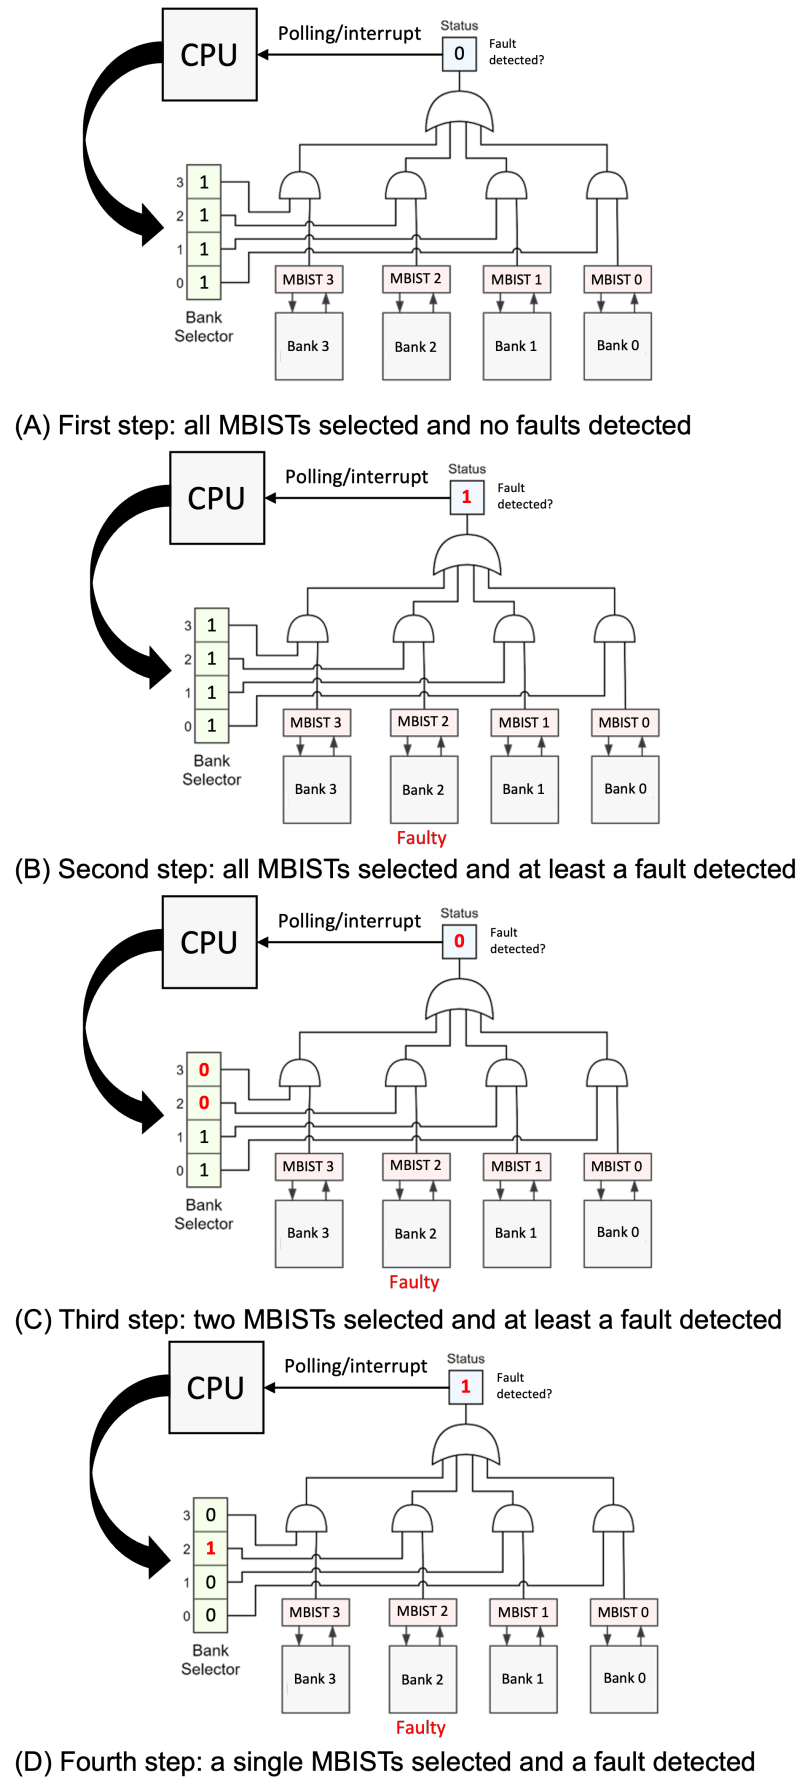 Status
Polling/interrupt
CPU
0
Fault
detected?
3 1
2 1
1 1
0 1
MBIST 3 MBIST 2 MBIST 1 MBIST 0
Bank
Selector
Bank 3 Bank 2 Bank 1 Bank 0
(A) First step: all MBISTs selected and no faults detected
Status
Polling/interrupt
CPU
1
Fault
detected?
3 1
2 1
1 1
0 1
MBIST 3 MBIST 2 MBIST 1 MBIST 0
Bank
Selector
Bank 3 Bank 2 Bank 1 Bank 0
Faulty
(B) Second step: all MBISTs selected and at least a fault detected
Status
Polling/interrupt
CPU
0
Fault
detected?
3 0
2 0
1 1
0 1
MBIST 3 MBIST 2 MBIST 1 MBIST 0
Bank
Selector
Bank 3 Bank 2 Bank 1 Bank 0
Faulty
(C) Third step: two MBISTs selected and at least a fault detected
Status
Polling/interrupt
CPU
1
Fault
detected?
3 0
2 1
1 0
0 0
MBIST 3 MBIST 2 MBIST 1 MBIST 0
Bank
Selector
Bank 3 Bank 2 Bank 1 Bank 0
Faulty
(D) Fourth step: a single MBISTs selected and a fault detected